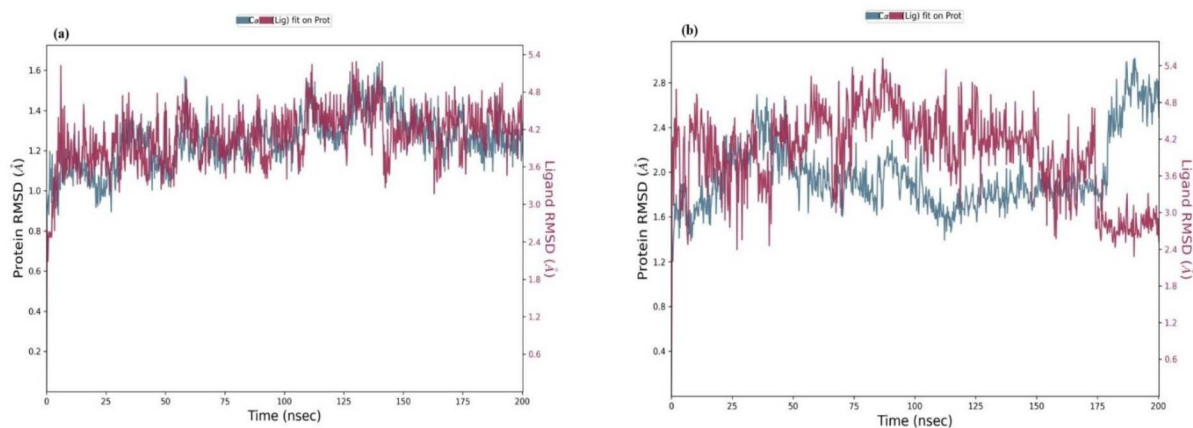 Cα (Lig) fit on Prot
(a)
Protein RMSD (Å)
1.6
1.4
1.2
1.0
0.8
0.6
0.4
0.2
5.4
4.8
4.2
3.6
3.0
2.4
1.8
1.2
0.6
Ligand RMSD (Å)
0 25 50 75 100 125 150 175 200
Time (nsec)
Cα (Lig) fit on Prot
(b)
Protein RMSD (Å)
2.8
2.4
2.0
1.6
1.2
0.8
0.4
5.4
4.8
4.2
3.6
3.0
2.4
1.8
1.2
0.6
Ligand RMSD (Å)
0 25 50 75 100 125 150 175 200
Time (nsec)